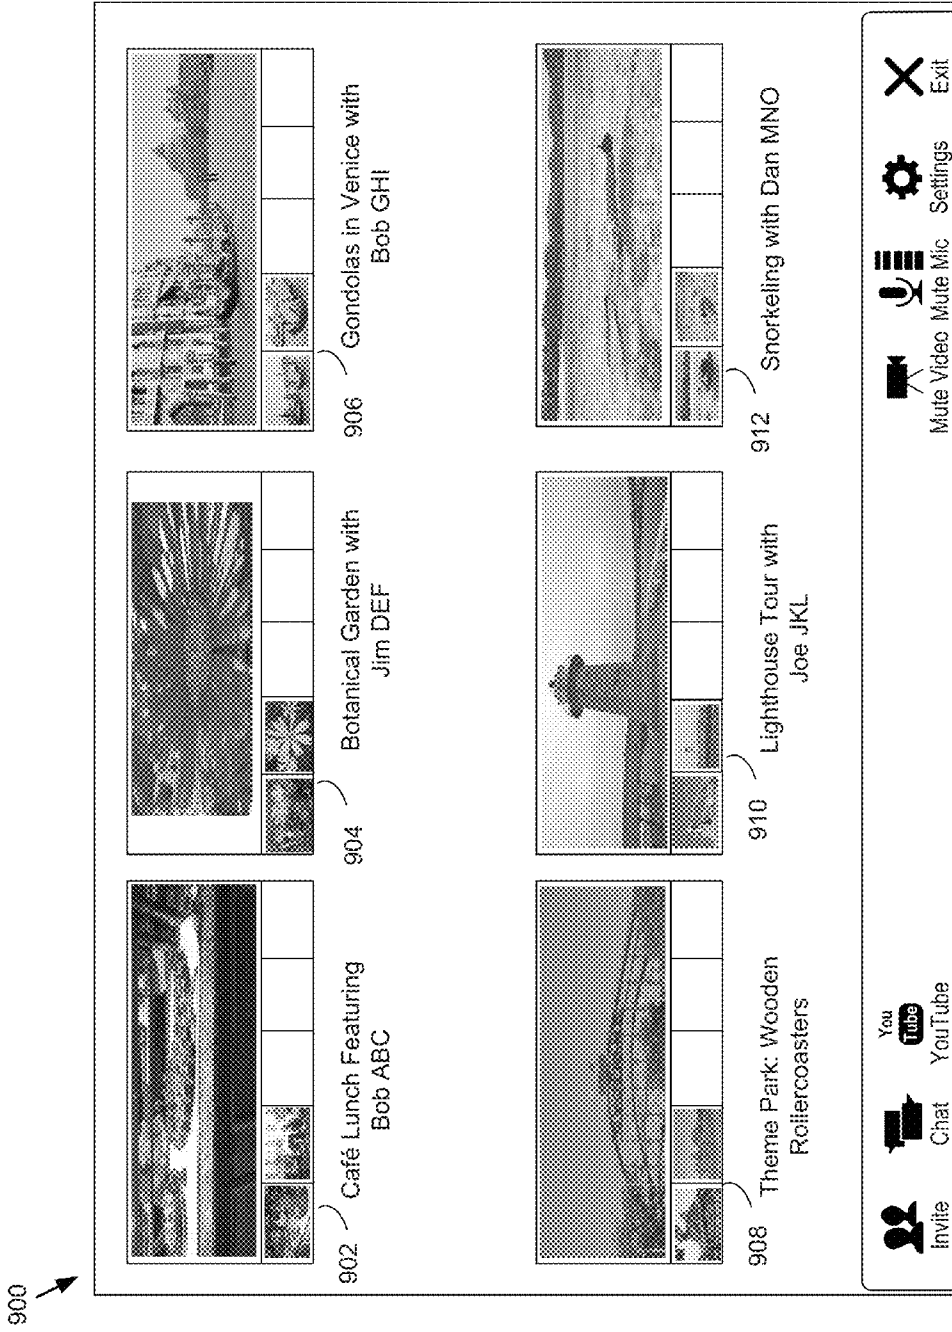 900
902
Café Lunch Featuring
Bob ABC
904
Botanical Garden with
Jim DEF
906
Gondolas in Venice with
Bob GHI
908
Theme Park: Wooden
Rollercoasters
910
Lighthouse Tour with
Joe JKL
912
Snorkeling with Dan MNO
Invite
Chat
You
Tube
YouTube
Mute Video
Mute Mic
Settings
Exit